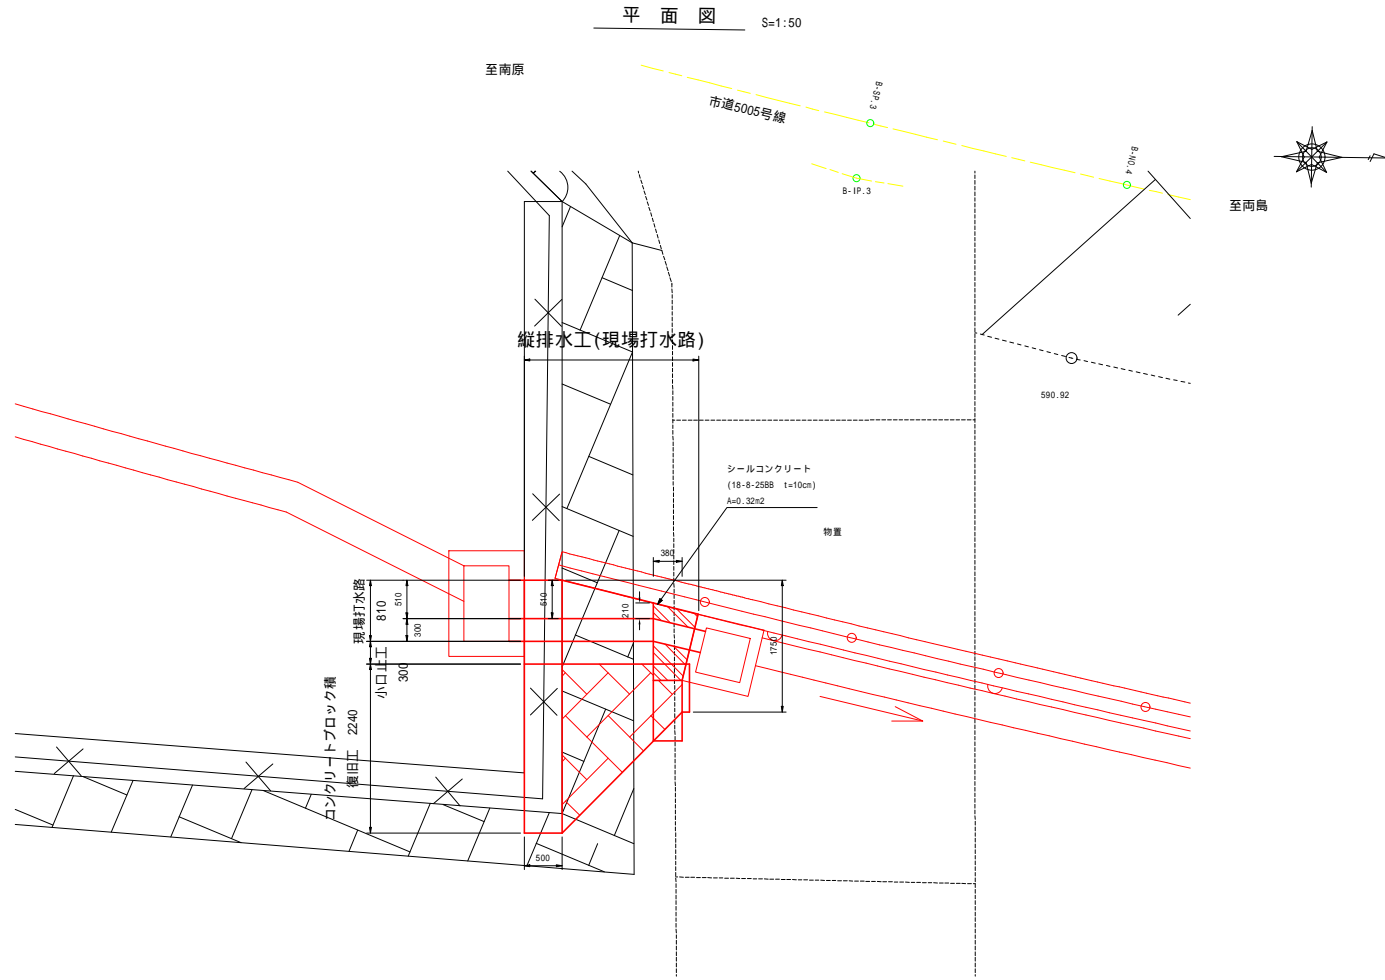 平 面 図 S=1:50
至南原
市道5005号線
B-SP.3
B-NO.4
B-IP.3
至両島
縦排水工(現場打水路)
590.92
シールコンクリート
(18-8-25BB t=10cm)
A=0.32m2
物置
380
現場打水路
810
510
510
210
300
1750
小口止工
300
コンクリートブロック積
復旧工 2240
500